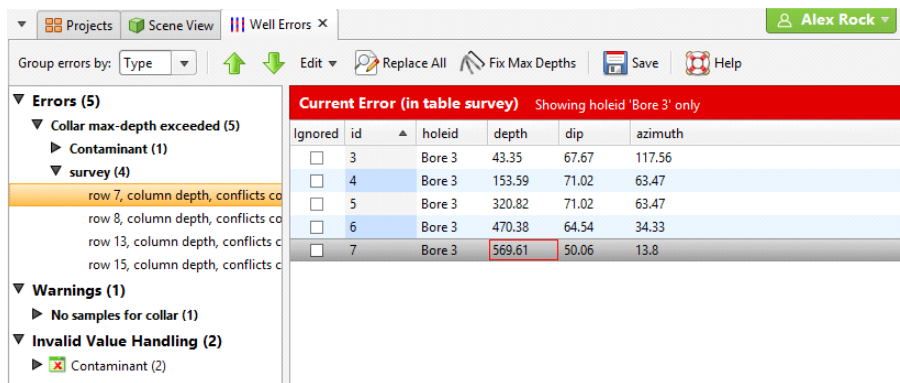 Projects Scene View Well Errors Alex Rock
Group errors by: Type Edit Replace All Fix Max Depths Save Help
Errors (5)
Collar max-depth exceeded (5)
Contaminant (1)
survey (4)
row 7, column depth, conflicts co
row 8, column depth, conflicts co
row 13, column depth, conflicts c
row 15, column depth, conflicts c
Warnings (1)
No samples for collar (1)
Invalid Value Handling (2)
Contaminant (2)
Current Error (in table survey) Showing holeid 'Bore 3' only
Ignored id holeid depth dip azimuth
3 Bore 3 43.35 67.67 117.56
4 Bore 3 153.59 71.02 63.47
5 Bore 3 320.82 71.02 63.47
6 Bore 3 470.38 64.54 34.33
7 Bore 3 569.61 50.06 13.8